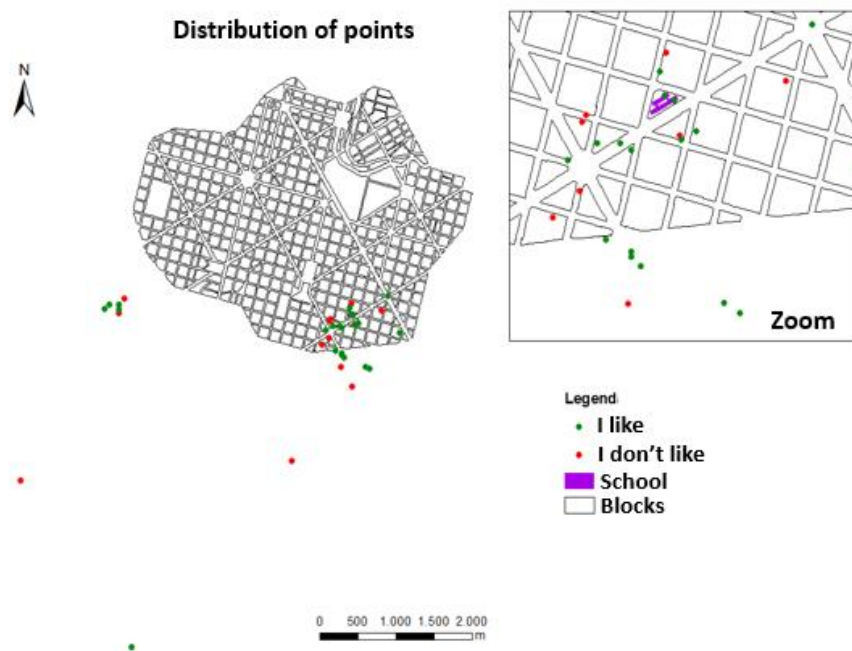 Distribution of points
N
Zoom
Legend
I like
I don't like
School
Blocks
0 500 1.000 1.500 2.000
m